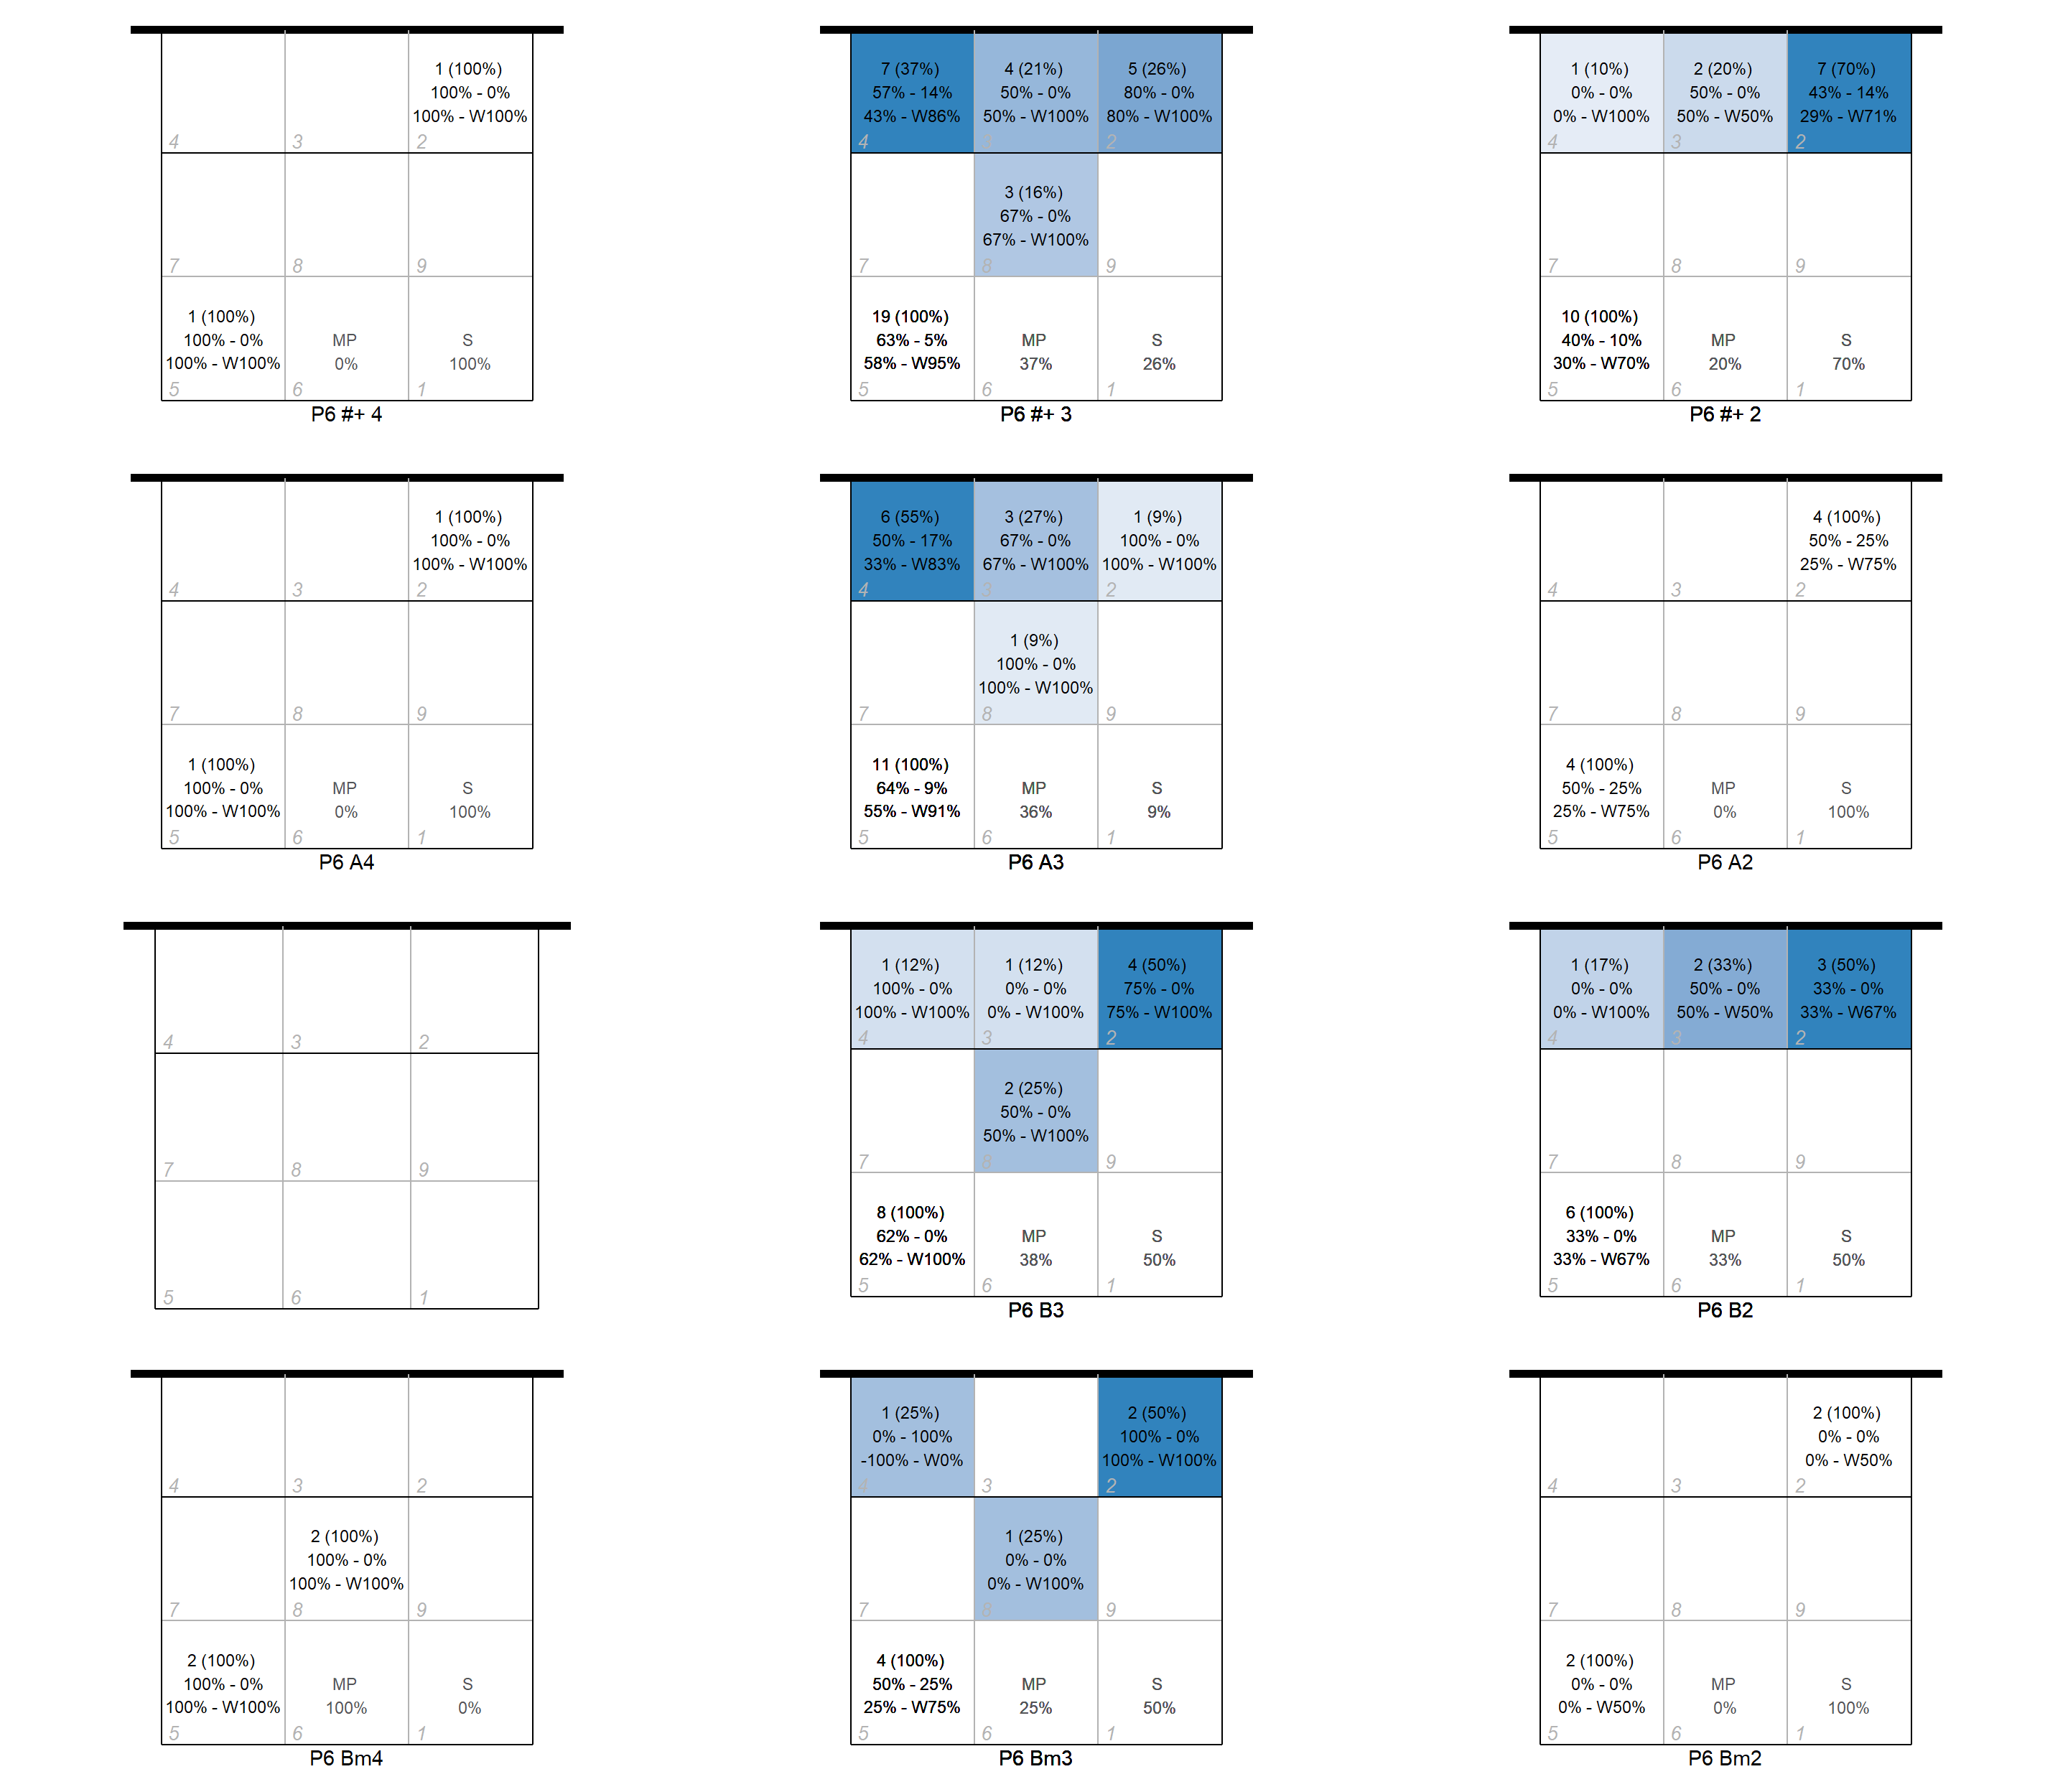 1 (100%)
100% - 0%
100% - W100%
4
3
2
7
8
9
1 (100%)
100% - 0%
100% - W100%
MP
0%
S
100%
5
6
1
P6 #+ 4
7 (37%)
57% - 14%
43% - W86%
4 (21%)
50% - 0%
50% - W100%
5 (26%)
80% - 0%
80% - W100%
4
3
2
3 (16%)
67% - 0%
67% - W100%
7
8
9
19 (100%)
63% - 5%
58% - W95%
MP
37%
S
26%
5
6
1
P6 #+ 3
1 (10%)
0% - 0%
0% - W100%
2 (20%)
50% - 0%
50% - W50%
7 (70%)
43% - 14%
29% - W71%
4
3
2
7
8
9
10 (100%)
40% - 10%
30% - W70%
MP
20%
S
70%
5
6
1
P6 #+ 2
1 (100%)
100% - 0%
100% - W100%
4
3
2
7
8
9
1 (100%)
100% - 0%
100% - W100%
MP
0%
S
100%
5
6
1
P6 A4
6 (55%)
50% - 17%
33% - W83%
3 (27%)
67% - 0%
67% - W100%
1 (9%)
100% - 0%
100% - W100%
4
3
2
1 (9%)
100% - 0%
100% - W100%
7
8
9
11 (100%)
64% - 9%
55% - W91%
MP
36%
S
9%
5
6
1
P6 A3
4 (100%)
50% - 25%
25% - W75%
4
3
2
7
8
9
4 (100%)
50% - 25%
25% - W75%
MP
0%
S
100%
5
6
1
P6 A2
4
3
2
7
8
9
5
6
1
1 (12%)
100% - 0%
100% - W100%
1 (12%)
0% - 0%
0% - W100%
4 (50%)
75% - 0%
75% - W100%
4
3
2
2 (25%)
50% - 0%
50% - W100%
7
8
9
8 (100%)
62% - 0%
62% - W100%
MP
38%
S
50%
5
6
1
P6 B3
1 (17%)
0% - 0%
0% - W100%
2 (33%)
50% - 0%
50% - W50%
3 (50%)
33% - 0%
33% - W67%
4
3
2
7
8
9
6 (100%)
33% - 0%
33% - W67%
MP
33%
S
50%
5
6
1
P6 B2
4
3
2
2 (100%)
100% - 0%
100% - W100%
7
8
9
2 (100%)
100% - 0%
100% - W100%
MP
100%
S
0%
5
6
1
P6 Bm4
1 (25%)
0% - 100%
-100% - W0%
2 (50%)
100% - 0%
100% - W100%
4
3
2
1 (25%)
0% - 0%
0% - W100%
7
8
9
4 (100%)
50% - 25%
25% - W75%
MP
25%
S
50%
5
6
1
P6 Bm3
2 (100%)
0% - 0%
0% - W50%
4
3
2
7
8
9
2 (100%)
0% - 0%
0% - W50%
MP
0%
S
100%
5
6
1
P6 Bm2